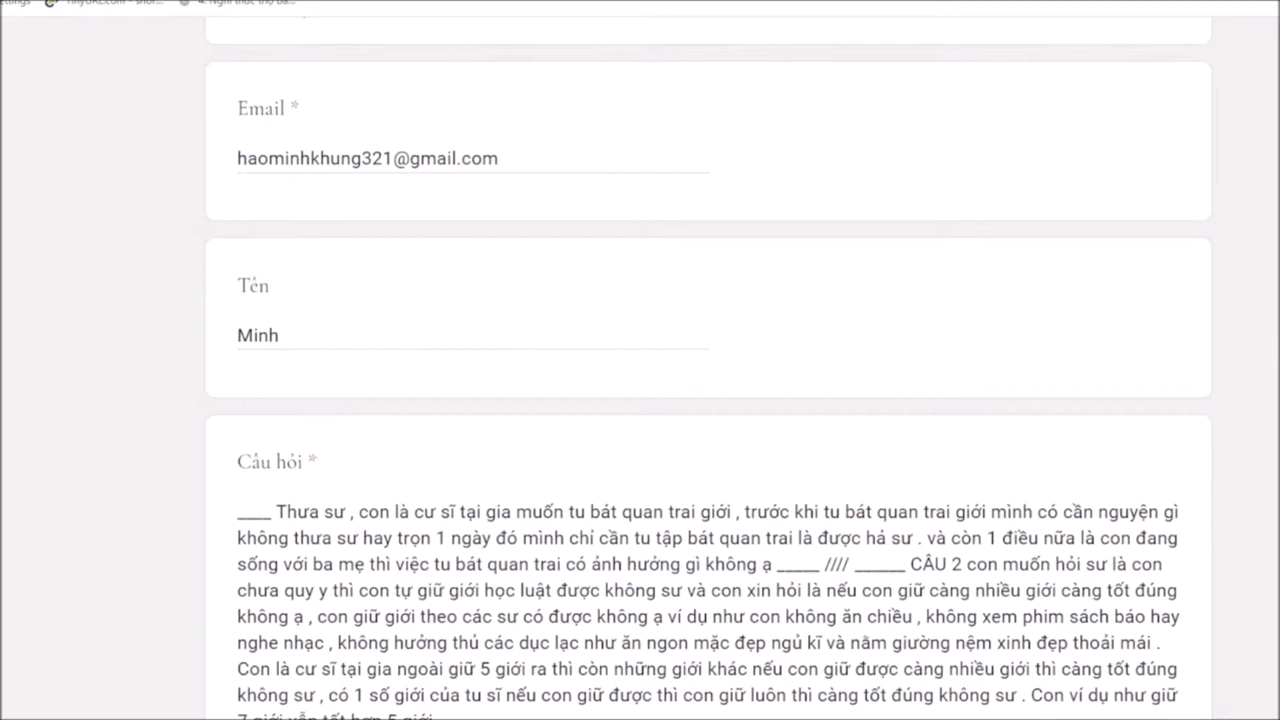 Email *
haominhkhung321@gmail.com
Tên
Minh
Câu hỏi *
____ Thưa sư , con là cư sĩ tại gia muốn tu bát quan trai giới , trước khi tu bát quan trai giới mình có cần nguyện gì
không thưa sư hay trọn 1 ngày đó mình chỉ cần tu tập bát quan trai là được hả sư . và còn 1 điều nữa là con đang
sống với ba mẹ thì việc tu bát quan trai có ảnh hưởng gì không ạ _____ //// ______ CÂU 2 con muốn hỏi sư là con
chưa quy y thì con tự giữ giới học luật được không sư và con xin hỏi là nếu con giữ càng nhiều giới càng tốt đúng
không ạ , con giữ giới theo các sư có được không ạ ví dụ như con không ăn chiều , không xem phim sách báo hay
nghe nhạc , không hưởng thủ các dục lạc như ăn ngon mặc đẹp ngủ kĩ và nằm giường nệm xinh đẹp thoải mái .
Con là cư sĩ tại gia ngoài giữ 5 giới ra thì còn những giới khác nếu con giữ được càng nhiều giới thì càng tốt đúng
không sư , có 1 số giới của tu sĩ nếu con giữ được thì con giữ luôn thì càng tốt đúng không sư . Con ví dụ như giữ
7 giới vẫn tốt hơn 5 giới